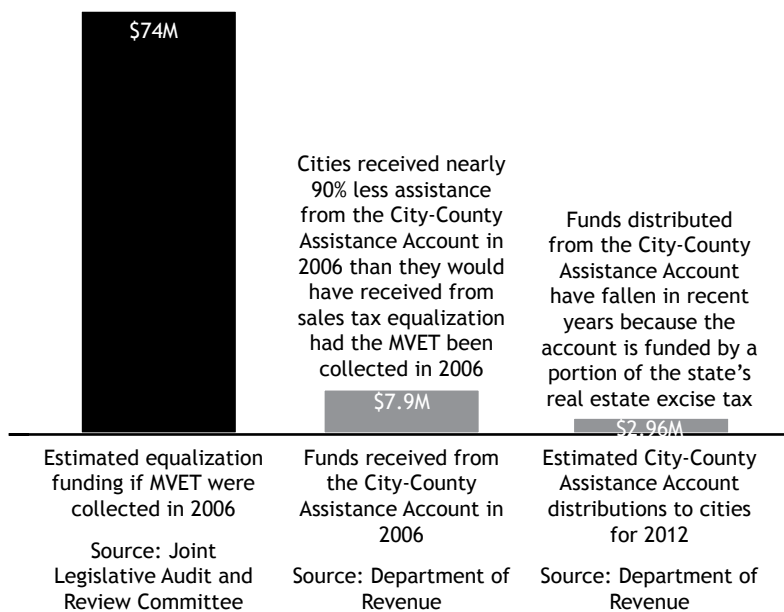 $74M
Cities received nearly
90% less assistance
from the City-County
Assistance Account in
2006 than they would
have received from
sales tax equalization
had the MVET been
collected in 2006
$7.9M
Funds distributed
from the City-County
Assistance Account
have fallen in recent
years because the
account is funded by a
portion of the state’s
real estate excise tax
$2.96M
Estimated equalization
funding if MVET were
collected in 2006
Source: Joint
Legislative Audit and
Review Committee
Funds received from
the City-County
Assistance Account in
2006
Source: Department of
Revenue
Estimated City-County
Assistance Account
distributions to cities
for 2012
Source: Department of
Revenue